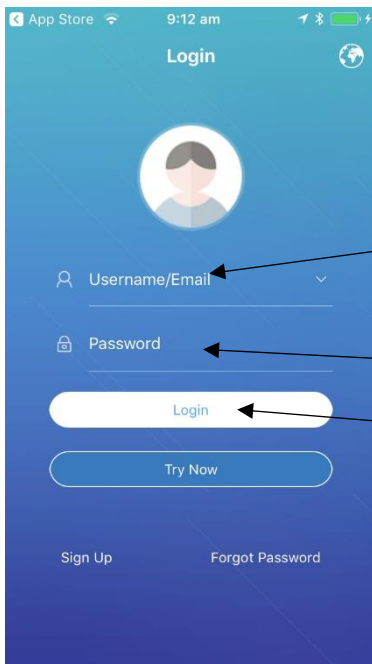 App Store 9:12 am
Login
Username/Email
Password
Login
Try Now
Sign Up Forgot Password